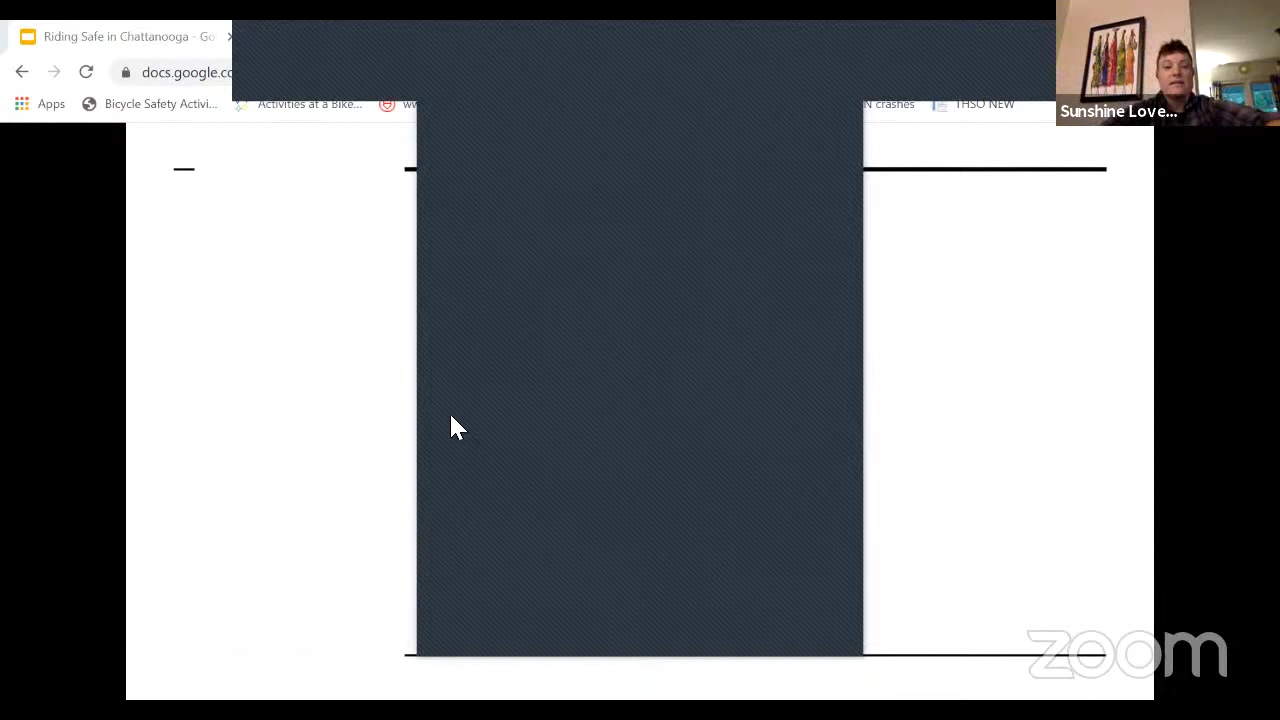 Riding Safe in Chattanooga - Go
docs.google.co
Apps Bicycle Safety Activi... Activities at a Bike... ww N crashes THSO NEW
Sunshine Love...
zoom